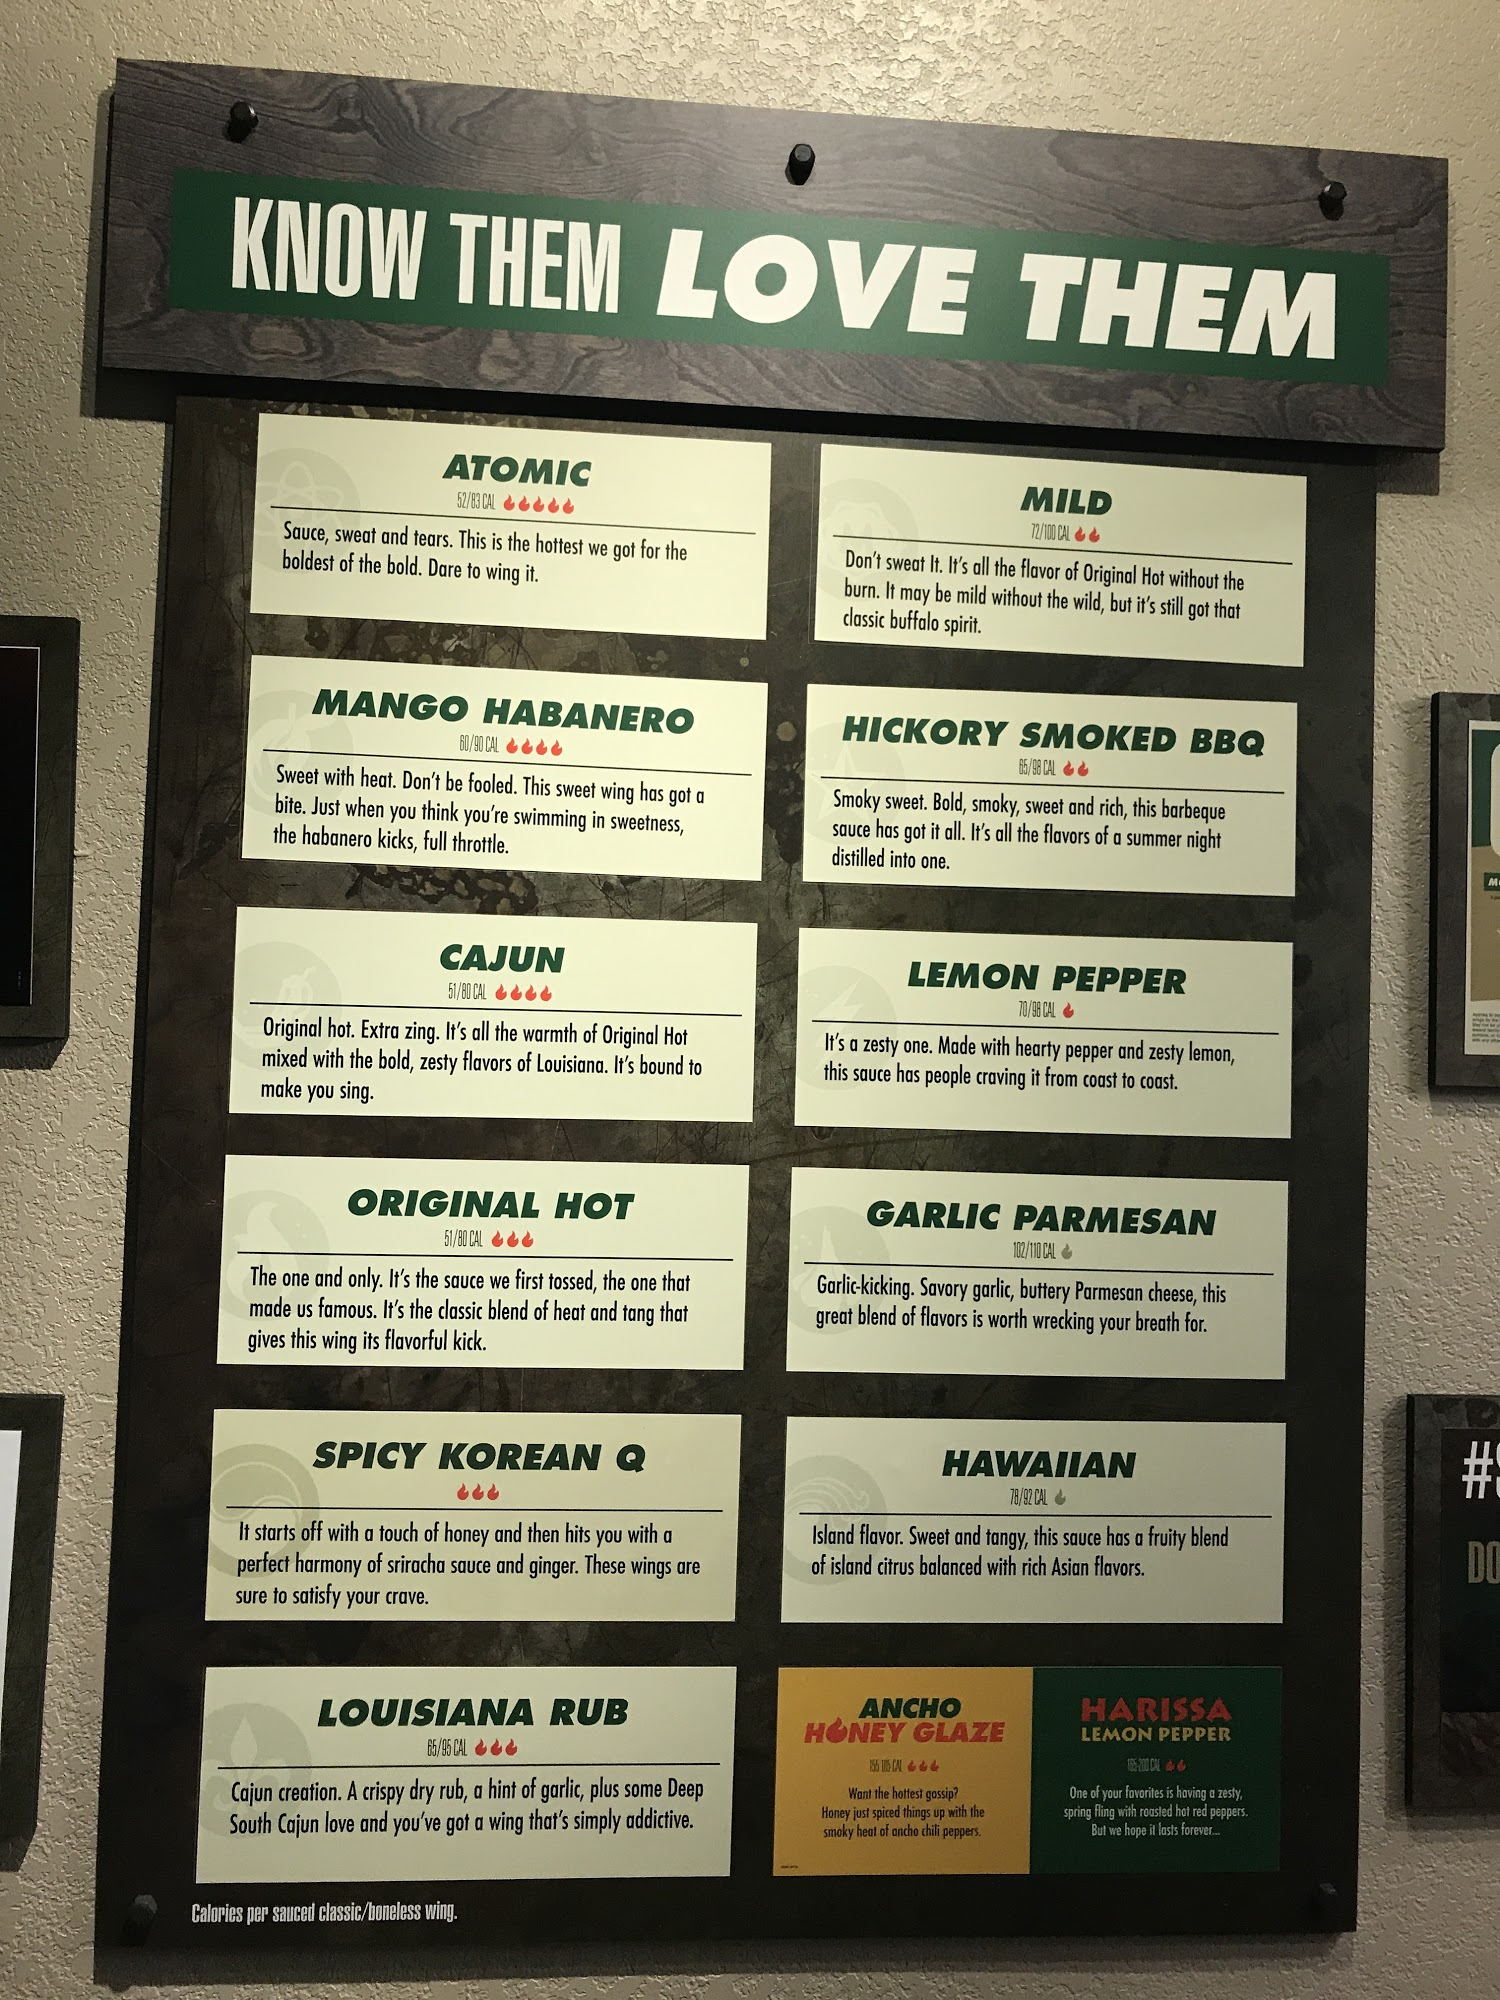 KNOW THEM LOVE THEM
ATOMIC
52/83 CAL
Sauce, sweat and tears. This is the hottest we got for the
boldest of the bold. Dare to wing it.
MANGO HABANERO
60/90 CAL
Sweet with heat. Don't be fooled. This sweet wing has got a
bite. Just when you think you're swimming in sweetness,
the habanero kicks, full throttle.
CAJUN
51/80 CAL
Original hot. Extra zing. It's all the warmth of Original Hot
mixed with the bold, zesty flavors of Louisiana. It's bound to
make you sing.
ORIGINAL HOT
51/80 CAL
The one and only. It's the sauce we first tossed, the one that
made us famous. It's the classic blend of heat and tang that
gives this wing its flavorful kick.
SPICY KOREAN Q
It starts off with a touch of honey and then hits you with a
perfect harmony of sriracha sauce and ginger. These wings are
sure to satisfy your crave.
LOUISIANA RUB
65/95 CAL
Cajun creation. A crispy dry rub, a hint of garlic, plus some Deep
South Cajun love and you've got a wing that's simply addictive.
MILD
72/100 CAL
Don't sweat It. It's all the flavor of Original Hot without the
burn. It may be mild without the wild, but it's still got that
classic buffalo spirit.
HICKORY SMOKED BBQ
65/98 CAL
Smoky sweet. Bold, smoky, sweet and rich, this barbeque
sauce has got it all. It's all the flavors of a summer night
distilled into one.
LEMON PEPPER
70/98 CAL
It's a zesty one. Made with hearty pepper and zesty lemon,
this sauce has people craving it from coast to coast.
GARLIC PARMESAN
102/110 CAL
Garlic-kicking. Savory garlic, buttery Parmesan cheese, this
great blend of flavors is worth wrecking your breath for.
HAWAIIAN
78/92 CAL
Island flavor. Sweet and tangy, this sauce has a fruity blend
of island citrus balanced with rich Asian flavors.
ANCHO
HONEY GLAZE
CAL
Want the hottest gossip?
Honey just spiced things up with the
smoky heat of ancho chili peppers.
HARISSA
LEMON PEPPER
CAL
One of your favorites is having a zesty,
spring fling with roasted hot red peppers.
But we hope it lasts forever...
Calories per sauced classic/boneless wing.
#
DO